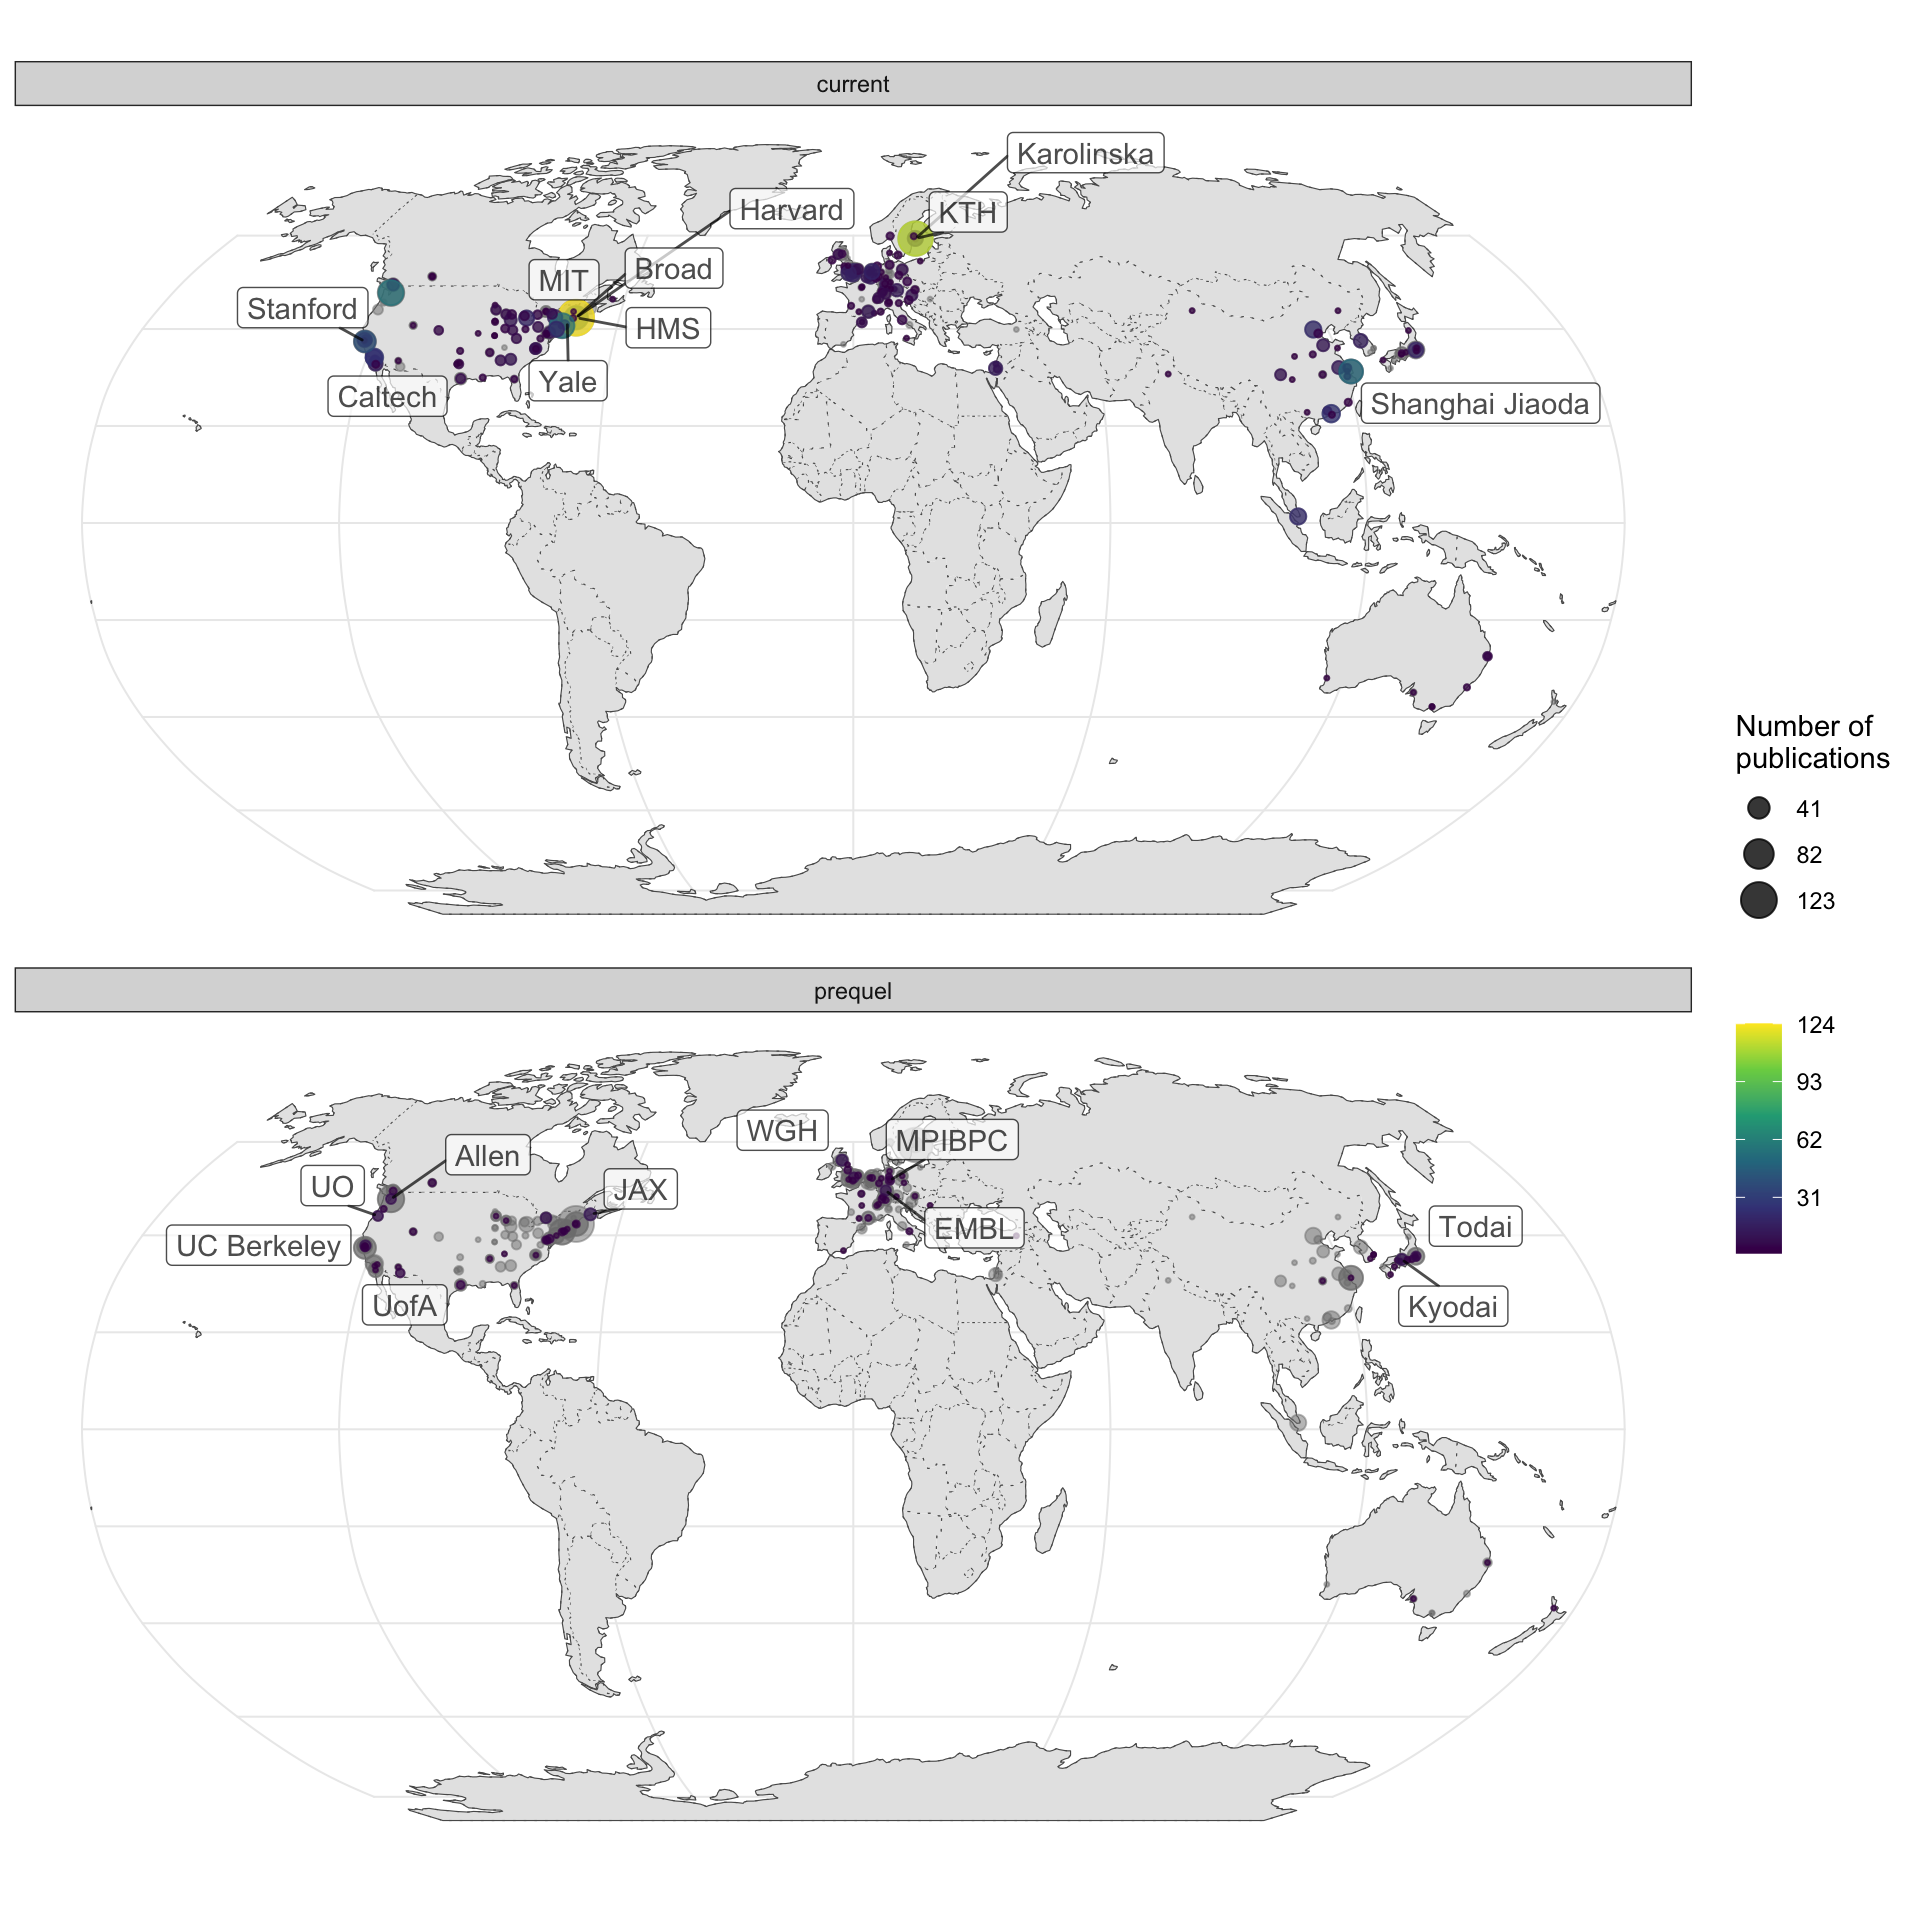 current
Karolinska
Harvard
KTH
Broad
MIT
Stanford
HMS
Yale
Caltech
Shanghai Jiaoda
Number of
publications
41
82
123
prequel
124
93
62
31
WGH
MPIBPC
Allen
UO
JAX
UC Berkeley
EMBL
Todai
UofA
Kyodai